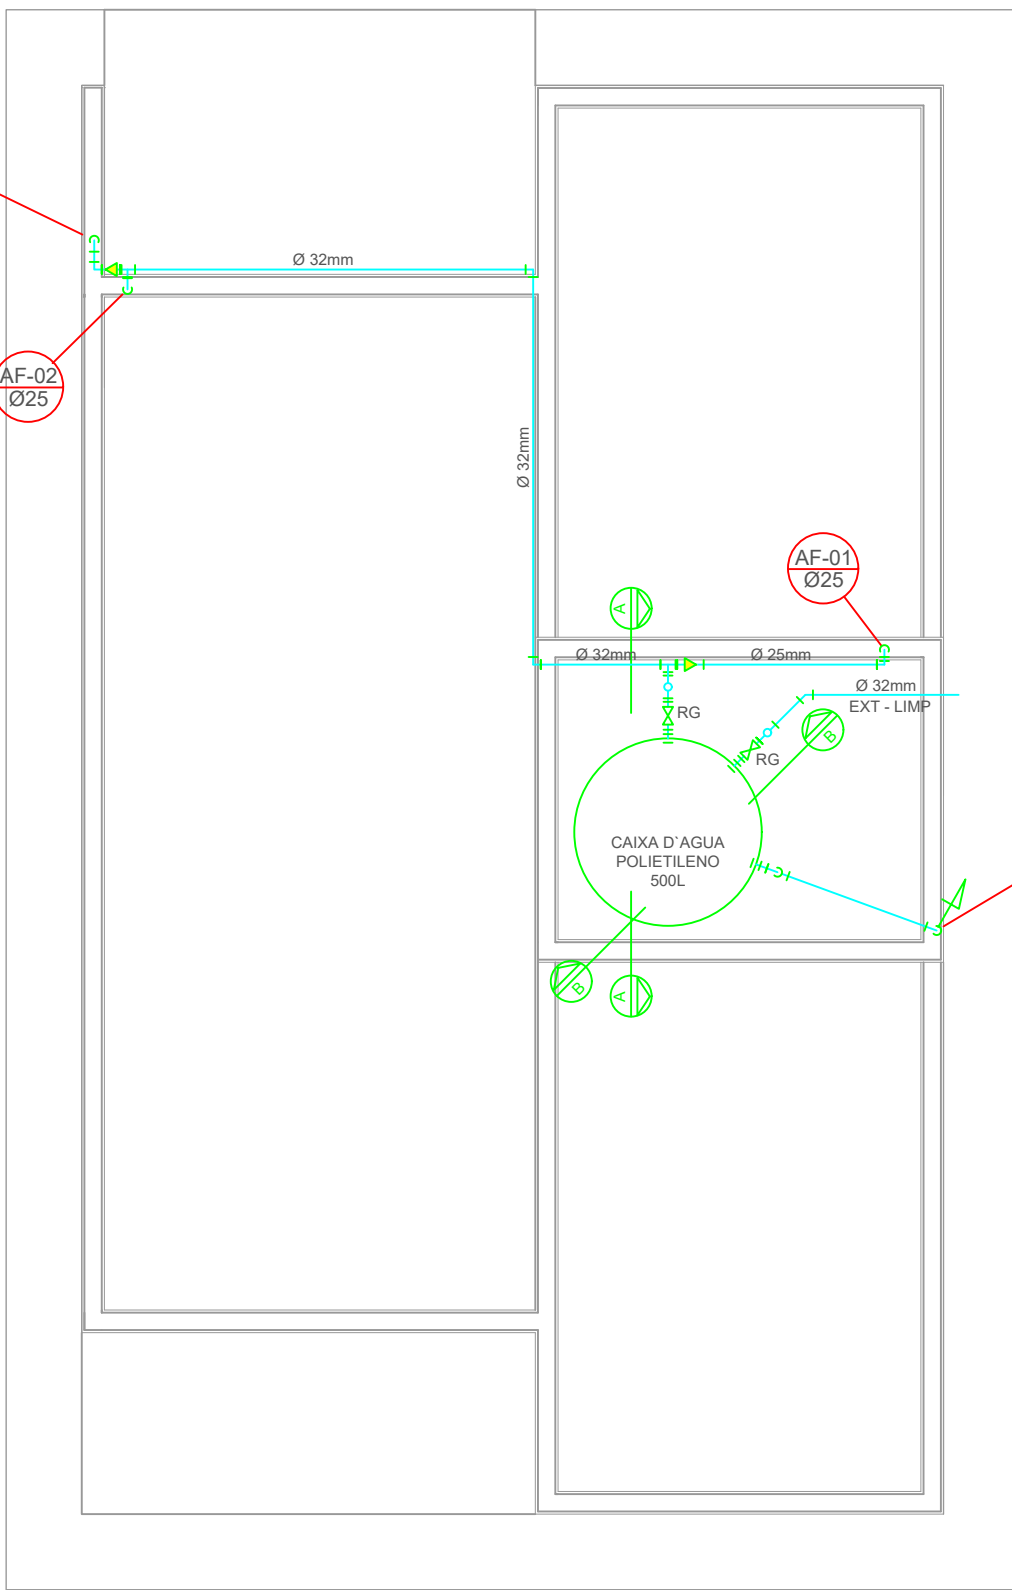 Ø 32mm
AF-02
Ø25
Ø 32mm
AF-01
Ø25
A
Ø 32mm
Ø 25mm
Ø 32mm
EXT - LIMP
RG
B
RG
CAIXA D`AGUA
POLIETILENO
500L
B
A